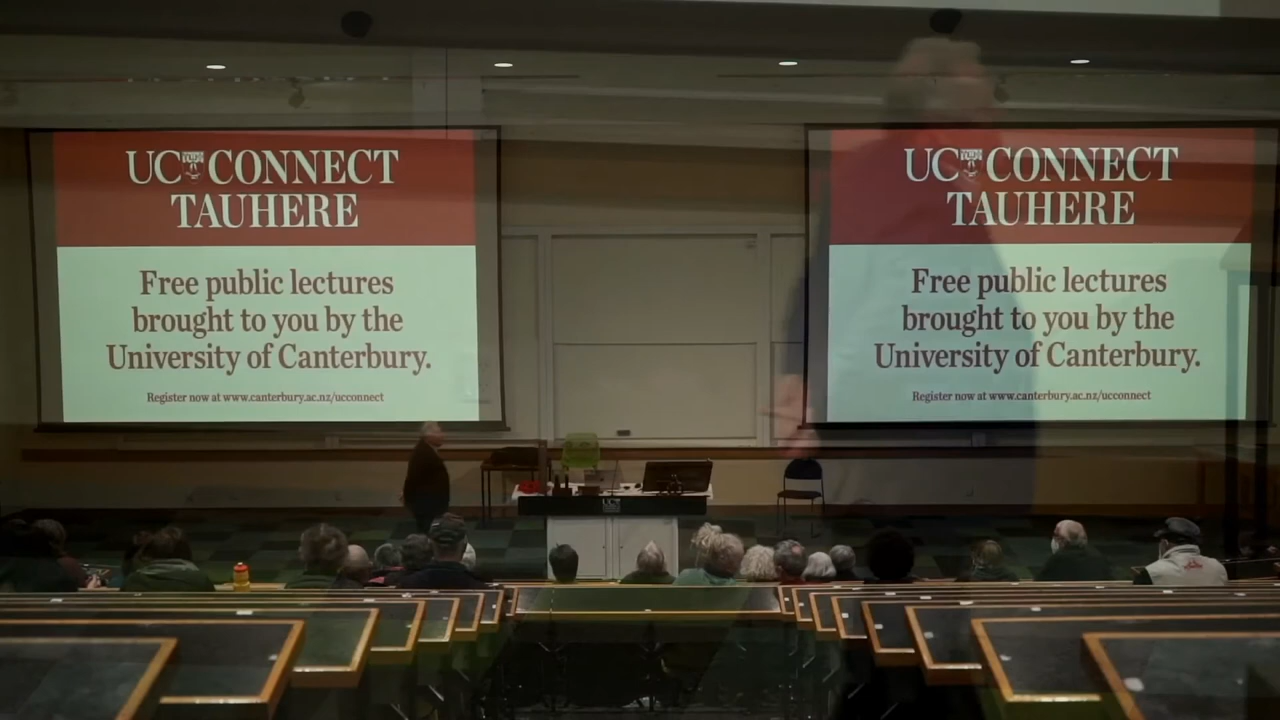 UC CONNECT
TAUHERE
Free public lectures
brought to you by the
University of Canterbury.
Register now at www.canterbury.ac.nz/ucconnect
UC CONNECT
TAUHERE
Free public lectures
brought to you by the
University of Canterbury.
Register now at www.canterbury.ac.nz/ucconnect
UC